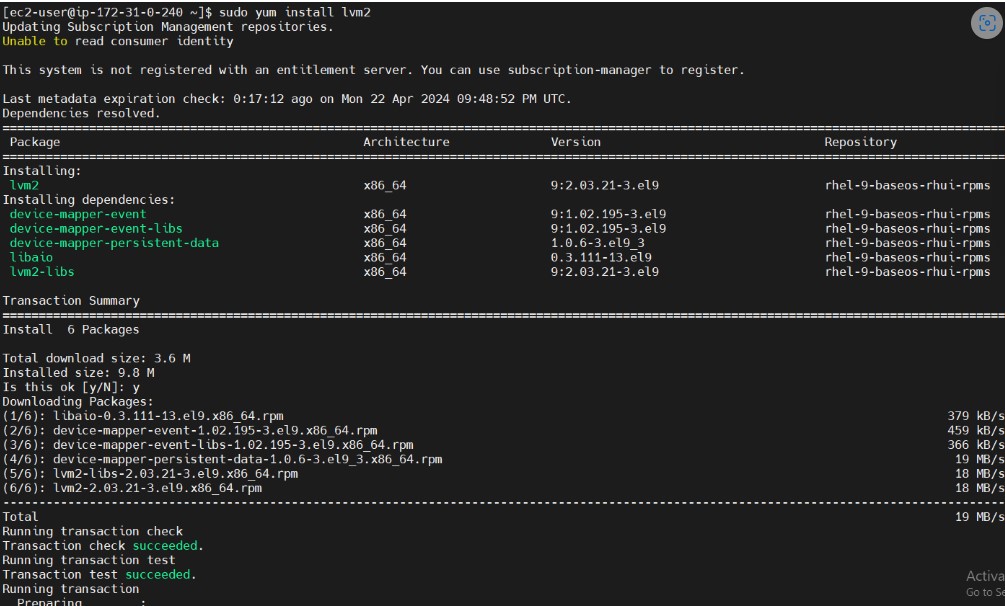 [ec2-user@ip-172-31-0-240 ~]$ sudo yum install lvm2
Updating Subscription Management repositories.
Unable to read consumer identity
This system is not registered with an entitlement server. You can use subscription-manager to register.
Last metadata expiration check: 0:17:12 ago on Mon 22 Apr 2024 09:48:52 PM UTC.
Dependencies resolved.
Package Architecture Version Repository
Installing:
lvm2 x86_64 9:2.03.21-3.el9 rhel-9-baseos-rhui-rpms
Installing dependencies:
device-mapper-event x86_64 9:1.02.195-3.el9 rhel-9-baseos-rhui-rpms
device-mapper-event-libs x86_64 9:1.02.195-3.el9 rhel-9-baseos-rhui-rpms
device-mapper-persistent-data x86_64 1.0.6-3.el9_3 rhel-9-baseos-rhui-rpms
libaio x86_64 0.3.111-13.el9 rhel-9-baseos-rhui-rpms
lvm2-libs x86_64 9:2.03.21-3.el9 rhel-9-baseos-rhui-rpms
Transaction Summary
Install 6 Packages
Total download size: 3.6 M
Installed size: 9.8 M
Is this ok [y/N]: y
Downloading Packages:
(1/6): libaio-0.3.111-13.el9.x86_64.rpm 379 kB/s
(2/6): device-mapper-event-1.02.195-3.el9.x86_64.rpm 459 kB/s
(3/6): device-mapper-event-libs-1.02.195-3.el9.x86_64.rpm 366 kB/s
(4/6): device-mapper-persistent-data-1.0.6-3.el9_3.x86_64.rpm 19 MB/s
(5/6): lvm2-libs-2.03.21-3.el9.x86_64.rpm 18 MB/s
(6/6): lvm2-2.03.21-3.el9.x86_64.rpm 18 MB/s
Total 19 MB/s
Running transaction check
Transaction check succeeded.
Running transaction test
Transaction test succeeded.
Running transaction
Preparing :
Activa
Go to Se